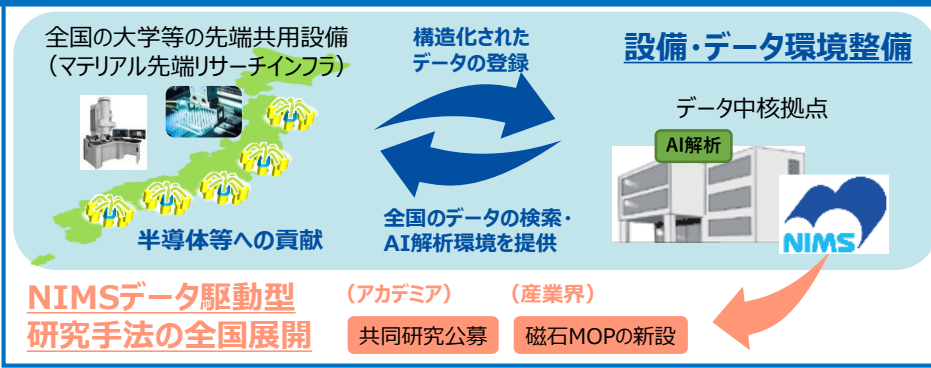 全国の大学等の先端共用設備
（マテリアル先端リサーチインフラ）
構造化された
データの登録
設備・データ環境整備
データ中核拠点
AI解析
NIMS
全国のデータの検索・
AI解析環境を提供
半導体等への貢献
NIMSデータ駆動型
研究手法の全国展開
（アカデミア）
共同研究公募
（産業界）
磁石MOPの新設